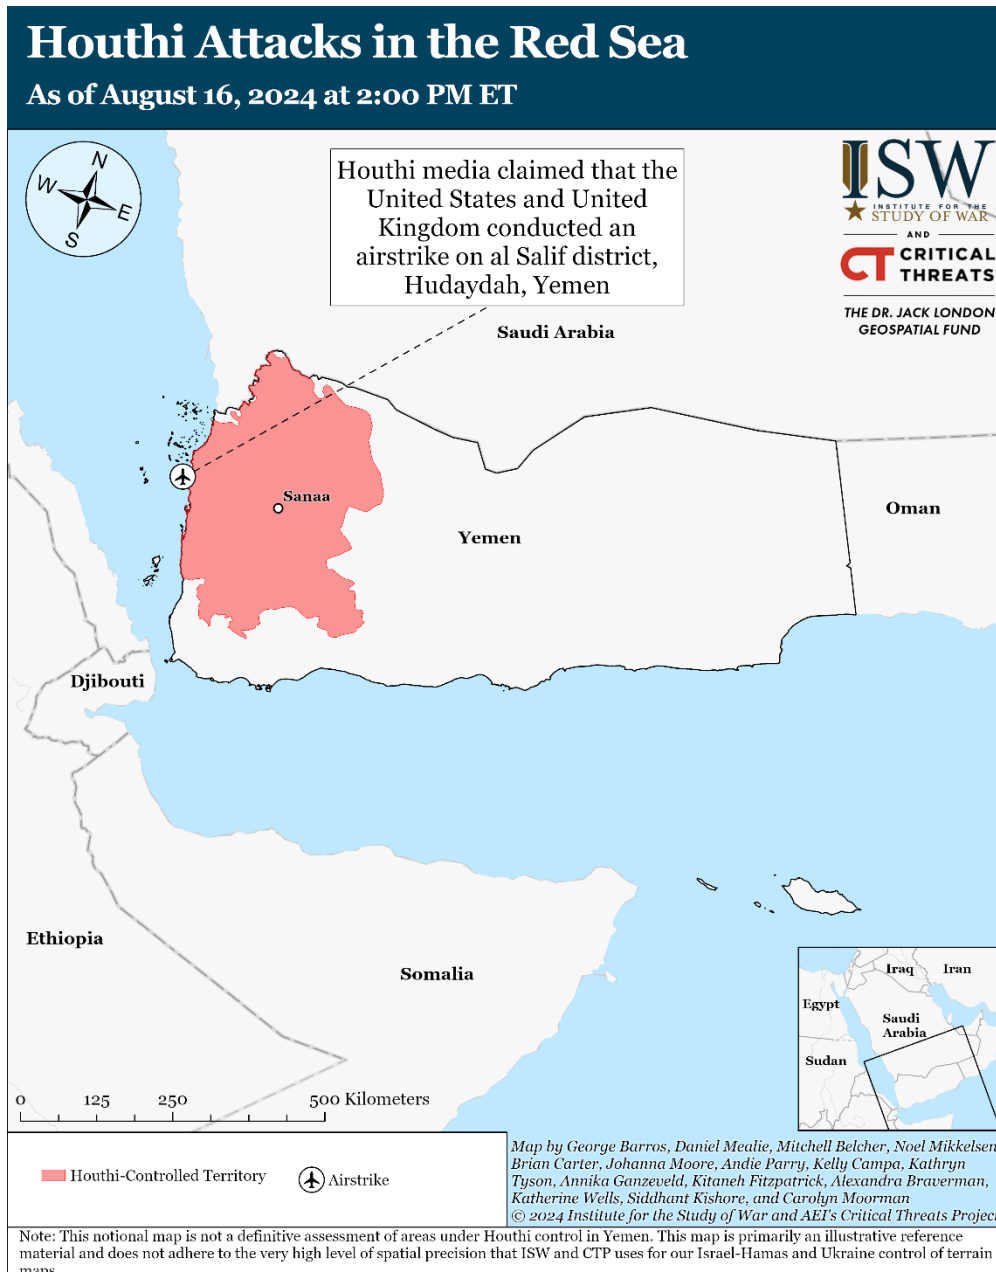 Houthi Attacks in the Red Sea
As of August 16, 2024 at 2:00 PM ET
N
W
E
S
Houthi media claimed that the
United States and United
Kingdom conducted an
airstrike on al Salif district,
Hudaydah, Yemen
ISW
INSTITUTE FOR THE
STUDY OF WAR
AND
CT CRITICAL
THREATS
THE DR. JACK LONDON
GEOSPATIAL FUND
Saudi Arabia
Sanaa
Yemen
Oman
Djibouti
Ethiopia
Somalia
Iraq
Iran
Egypt
Saudi
Arabia
Sudan
0 125 250 500 Kilometers
Houthi-Controlled Territory
Airstrike
Map by George Barros, Daniel Mealie, Mitchell Belcher, Noel Mikkelsen
Brian Carter, Johanna Moore, Andie Parry, Kelly Campa, Kathryn
Tyson, Annika Ganzeveld, Kitaneh Fitzpatrick, Alexandra Braverman,
Katherine Wells, Siddhant Kishore, and Carolyn Moorman
© 2024 Institute for the Study of War and AEI's Critical Threats Project
Note: This notional map is not a definitive assessment of areas under Houthi control in Yemen. This map is primarily an illustrative reference
material and does not adhere to the very high level of spatial precision that ISW and CTP uses for our Israel-Hamas and Ukraine control of terrain
maps.